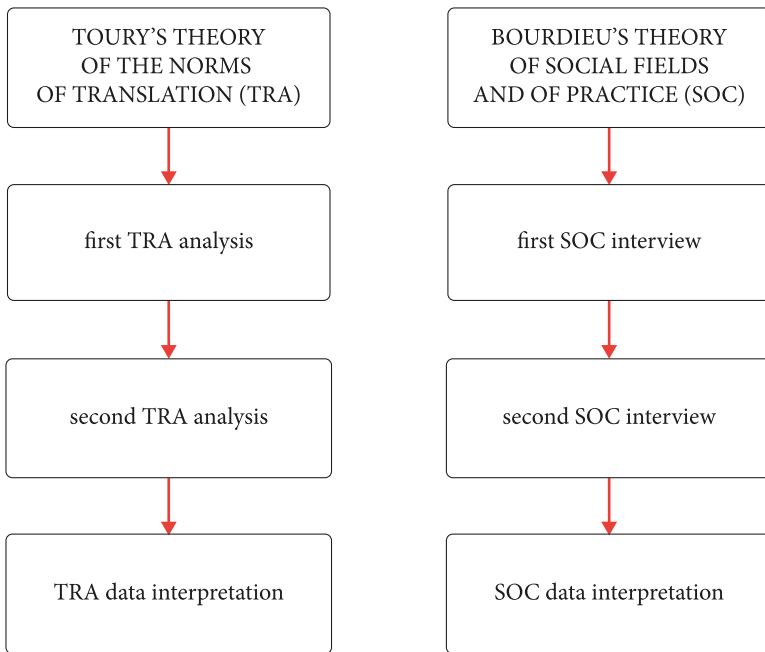 TOURY’S THEORY
OF THE NORMS
OF TRANSLATION (TRA)
first TRA analysis
second TRA analysis
TRA data interpretation
BOURDIEU’S THEORY
OF SOCIAL FIELDS
AND OF PRACTICE (SOC)
first SOC interview
second SOC interview
SOC data interpretation